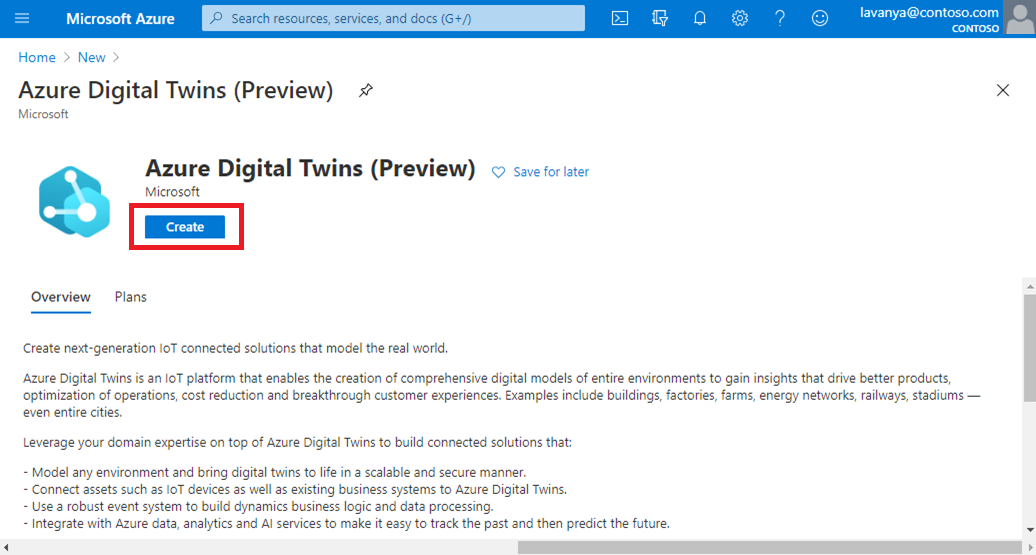 Microsoft Azure
Search resources, services, and docs (G+/)
lavanya@contoso.com
CONTOSO
Home > New >
Azure Digital Twins (Preview)
Microsoft
Azure Digital Twins (Preview)
Save for later
Microsoft
Create
Overview
Plans
Create next-generation IoT connected solutions that model the real world.
Azure Digital Twins is an IoT platform that enables the creation of comprehensive digital models of entire environments to gain insights that drive better products,
optimization of operations, cost reduction and breakthrough customer experiences. Examples include buildings, factories, farms, energy networks, railways, stadiums —
even entire cities.
Leverage your domain expertise on top of Azure Digital Twins to build connected solutions that:
- Model any environment and bring digital twins to life in a scalable and secure manner.
- Connect assets such as IoT devices as well as existing business systems to Azure Digital Twins.
- Use a robust event system to build dynamics business logic and data processing.
- Integrate with Azure data, analytics and AI services to make it easy to track the past and then predict the future.